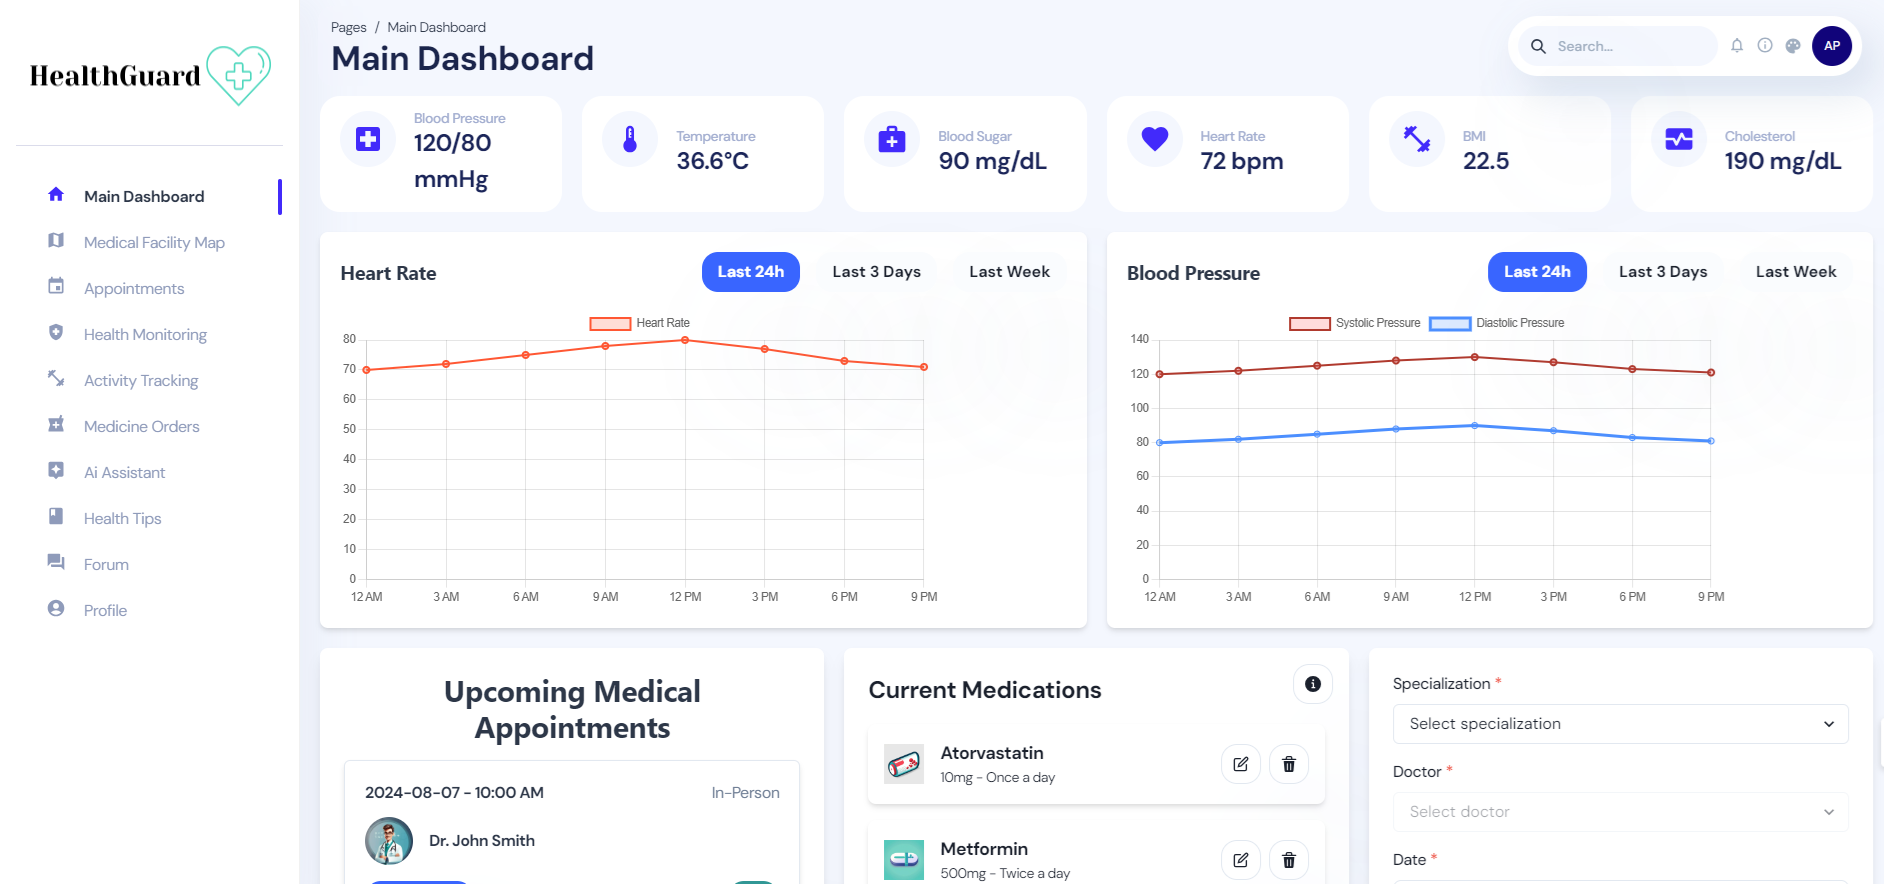 HealthGuard
Main Dashboard
Medical Facility Map
Appointments
Health Monitoring
Activity Tracking
Medicine Orders
Ai Assistant
Health Tips
Forum
Profile
Pages / Main Dashboard
Main Dashboard
Search...
AP
Blood Pressure
120/80
mmHg
Temperature
36.6°C
Blood Sugar
90 mg/dL
Heart Rate
72 bpm
BMI
22.5
Cholesterol
190 mg/dL
Heart Rate
Last 24h
Last 3 Days
Last Week
Heart Rate
80
70
60
50
40
30
20
10
0
12 AM
3 AM
6 AM
9 AM
12 PM
3 PM
6 PM
9 PM
Blood Pressure
Last 24h
Last 3 Days
Last Week
Systolic Pressure
Diastolic Pressure
140
120
100
80
60
40
20
0
12 AM
3 AM
6 AM
9 AM
12 PM
3 PM
6 PM
9 PM
Upcoming Medical
Appointments
2024-08-07 - 10:00 AM
In-Person
Dr. John Smith
Current Medications
Atorvastatin
10mg - Once a day
Metformin
500mg - Twice a day
Specialization *
Select specialization
Doctor *
Select doctor
Date *